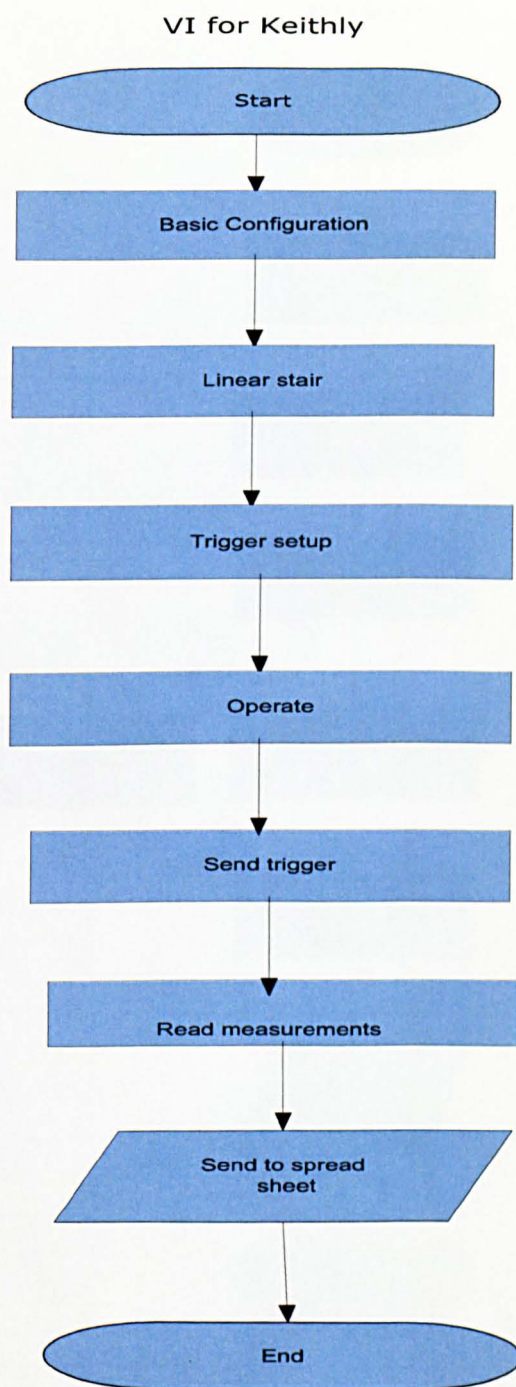 VI for Keithly
Start
Basic Configuration
Linear stair
Trigger setup
Operate
Send trigger
Read measurements
Send to spread
sheet
End